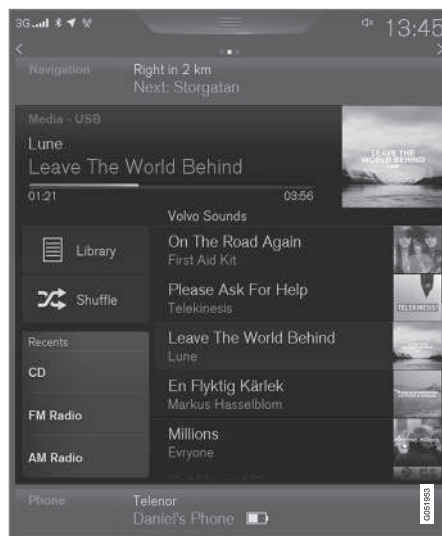 3G
13:45
Navigation
Right in 2 km
Next: Storgatan
Media - USB
Lune
Leave The World Behind
01:21
03:56
LEAVE THE
WORLD BEHIND
Lune
Volvo Sounds
Library
Shuffle
On The Road Again
First Aid Kit
Please Ask For Help
Telekinesis
TELEKINESIS!
Leave The World Behind
Lune
En Flyktig Kärlek
Markus Hasselblom
Millions
Evryone
Recents
CD
FM Radio
AM Radio
Phone
Telenor
Daniel's Phone
G051953